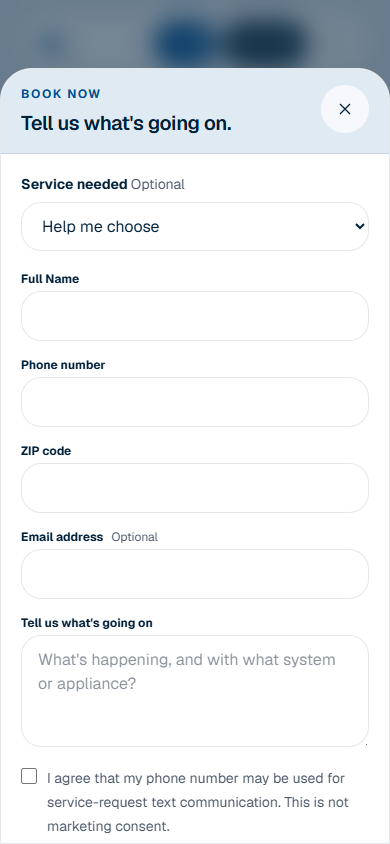 BOOK NOW
Tell us what's going on.
Service needed Optional
Help me choose
Full Name
Phone number
ZIP code
Email address Optional
Tell us what's going on
What's happening, and with what system
or appliance?
I agree that my phone number may be used for
service-request text communication. This is not
marketing consent.